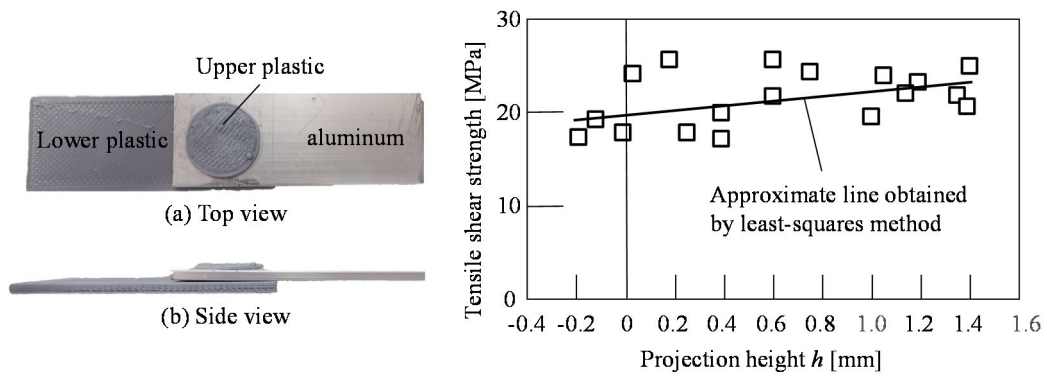 Upper plastic
Lower plastic
aluminum
(a) Top view
(b) Side view
Tensile shear strength [MPa]
30
20
10
0
-0.4 -0.2 0 0.2 0.4 0.6 0.8 1.0 1.2 1.4 1.6
Projection height h [mm]
Approximate line obtained
by least-squares method